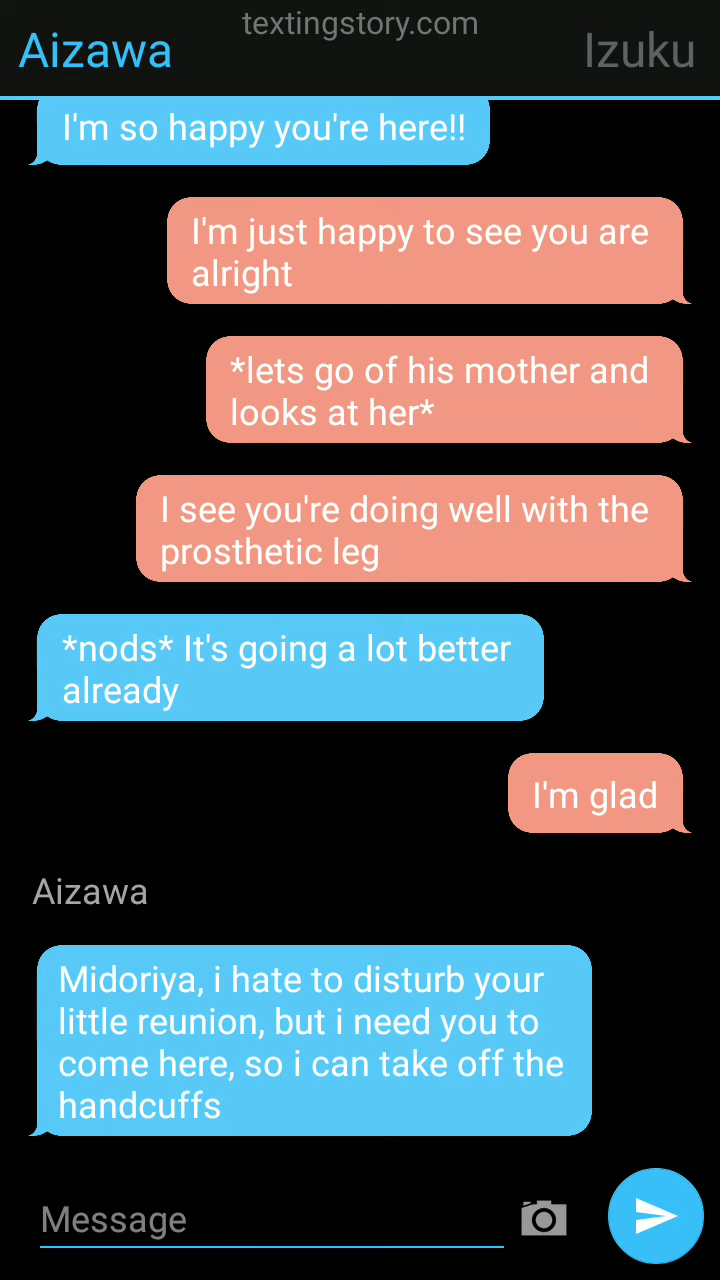 textingstory.com
Aizawa
Izuku
I'm so happy you're here!!
I'm just happy to see you are
alright
*lets go of his mother and
looks at her*
I see you're doing well with the
prosthetic leg
*nods* It's going a lot better
already
I'm glad
Aizawa
Midoriya, i hate to disturb your
little reunion, but i need you to
come here, so i can take off the
handcuffs
Message